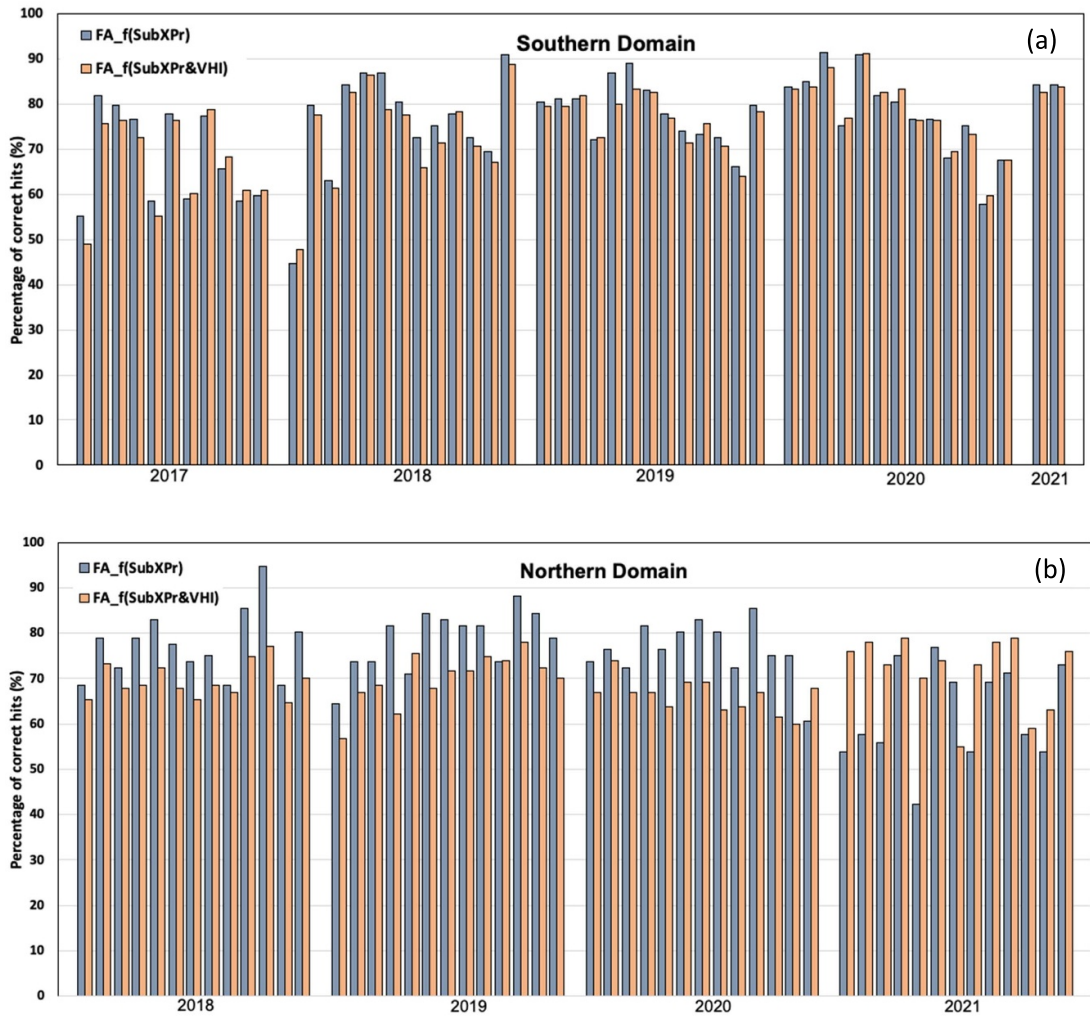 (a)
Southern Domain
FA_f(SubXPr)
FA_f(SubXPr&VHI)
Percentage of correct hits (%)
100
90
80
70
60
50
40
30
20
10
0
2017 2018 2019 2020 2021
(b)
Northern Domain
FA_f(SubXPr)
FA_f(SubXPr&VHI)
Percentage of correct hits (%)
100
90
80
70
60
50
40
30
20
10
0
2018 2019 2020 2021